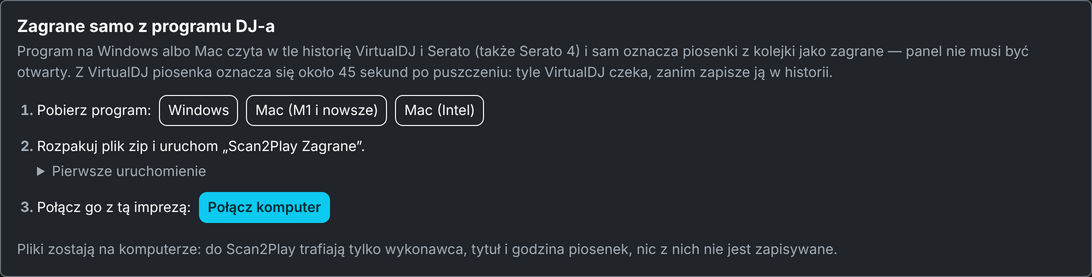 Zagrane samo z programu DJ-a
Program na Windows albo Mac czyta w tle historię VirtualDJ i Serato (także Serato 4) i sam oznacza piosenki z kolejki jako zagrane — panel nie musi być
otwarty. Z VirtualDJ piosenka oznacza się około 45 sekund po puszczeniu: tyle VirtualDJ czeka, zanim zapisze ją w historii.
1. Pobierz program: Windows Mac (M1 i nowsze) Mac (Intel)
2. Rozpakuj plik zip i uruchom „Scan2Play Zagrane”.
▶ Pierwsze uruchomienie
3. Połącz go z tą imprezą: Połącz komputer
Pliki zostają na komputerze: do Scan2Play trafiają tylko wykonawca, tytuł i godzina piosenek, nic z nich nie jest zapisywane.